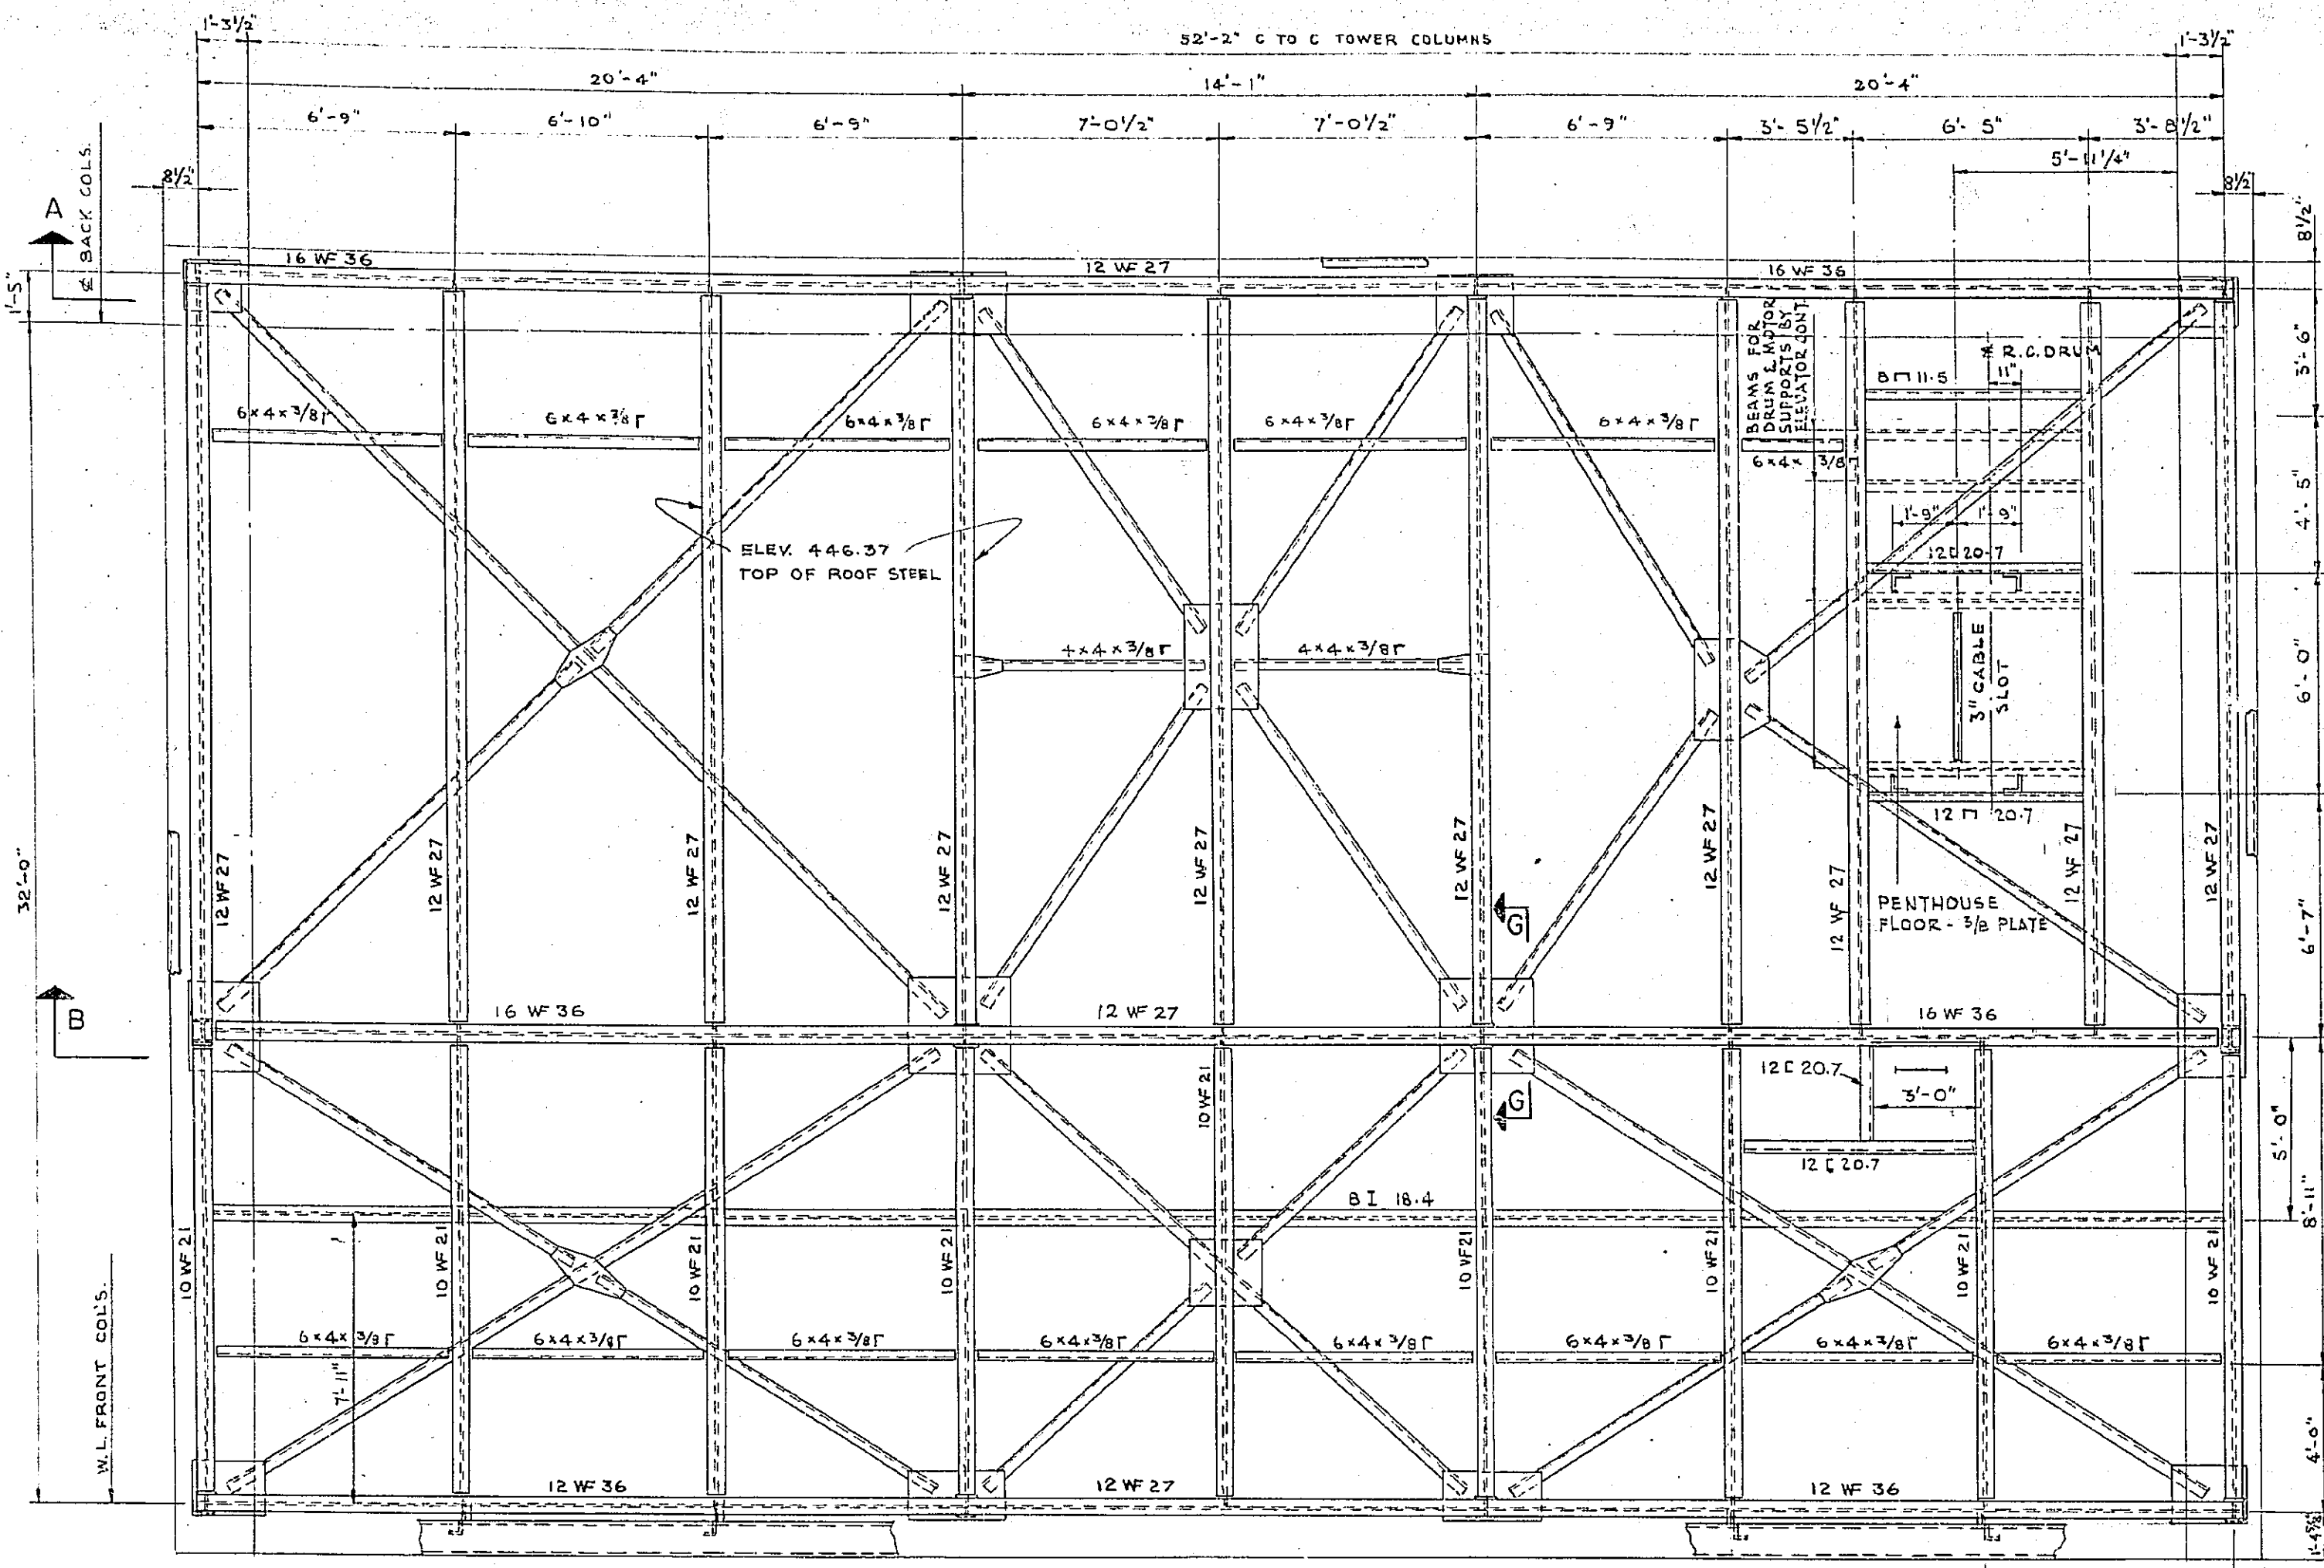 1'-3½"
52'-2" C TO C TOWER COLUMNS
1'-3½"
20'-4"
14'-1"
20'-4"
6'-9"
6'-10"
6'-9"
7'-0½"
7'-0½"
6'-9"
3'-5½"
6'-5"
3'-8½"
5'-11¼"
8½"
8½"
8½"
A
℄ BACK COLS.
1'-5"
16 WF 36
12 WF 27
16 WF 36
BEAMS FOR
DRUM & MOTOR
SUPPORTS BY
ELEVATOR CONT.
R.C. DRUM
11"
8 ⊓ 11.5
3'-6"
6×4×3/8 Γ
6×4×3/8 Γ
6×4×3/8 Γ
6×4×3/8 Γ
6×4×3/8 Γ
6×4×3/8 Γ
6×4×3/8 Γ
4'-5"
1'-9"
1'-9"
ELEV. 446.37
TOP OF ROOF STEEL
12 [ 20.7
4×4×3/8 Γ
4×4×3/8 Γ
3" CABLE
SLOT
6'-0"
12 ⊓ 20.7
32'-0"
12 WF 27
12 WF 27
12 WF 27
12 WF 27
12 WF 27
12 WF 27
12 WF 27
12 WF 27
12 WF 27
12 WF 27
PENTHOUSE
FLOOR - 3/8 PLATE
G
6'-7"
B
16 WF 36
12 WF 27
16 WF 36
10 WF 21
12 [ 20.7
3'-0"
G
12 [ 20.7
5'-0"
8 I 18.4
8'-11"
10 WF 21
10 WF 21
10 WF 21
10 WF 21
10 WF 21
10 WF 21
10 WF 21
10 WF 21
W.L. FRONT COL'S.
7'-11"
6×4×3/8 Γ
6×4×3/8 Γ
6×4×3/8 Γ
6×4×3/8 Γ
6×4×3/8 Γ
6×4×3/8 Γ
6×4×3/8 Γ
6×4×3/8 Γ
4'-0"
12 WF 36
12 WF 27
12 WF 36